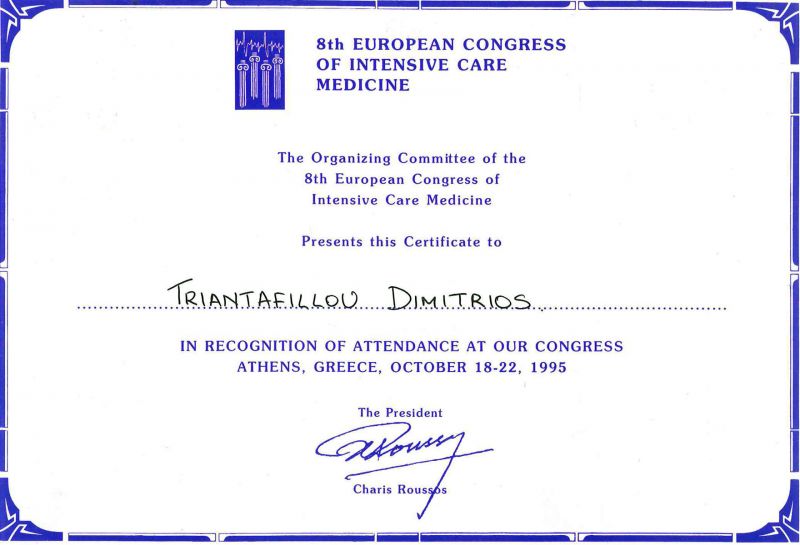 8th EUROPEAN CONGRESS
OF INTENSIVE CARE
MEDICINE
The Organizing Committee of the
8th European Congress of
Intensive Care Medicine
Presents this Certificate to
TRIANTAFILLOU DIMITRIOS
IN RECOGNITION OF ATTENDANCE AT OUR CONGRESS
ATHENS, GREECE, OCTOBER 18-22, 1995
The President
Charis Roussos